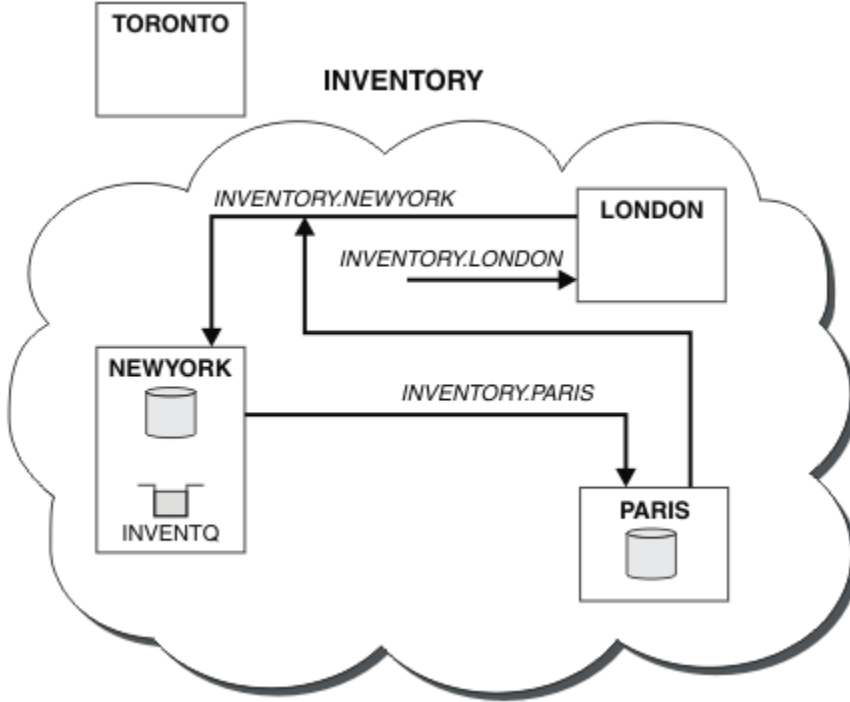 TORONTO
INVENTORY
INVENTORY.NEWYORK
LONDON
INVENTORY.LONDON
NEWYORK
INVENTORY.PARIS
PARIS
INVENTQ